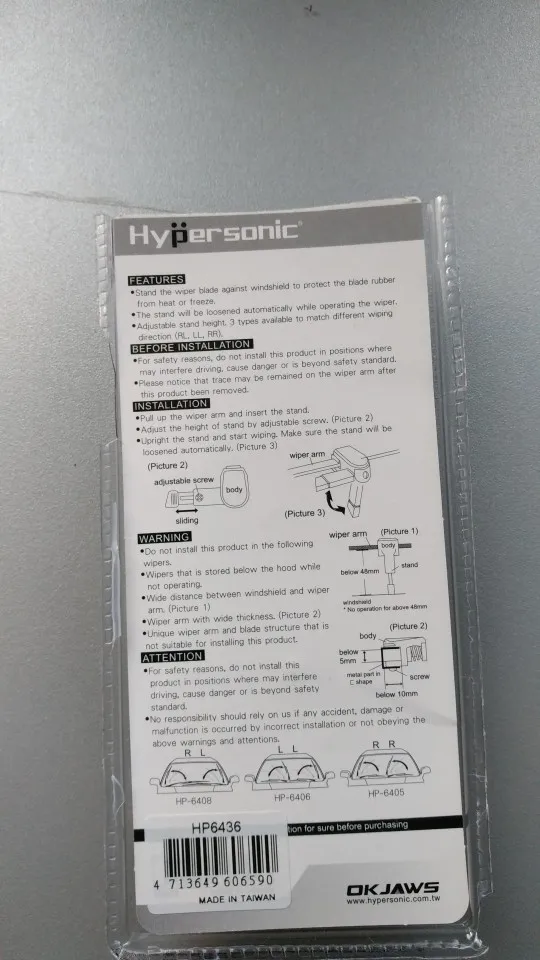 Hypersonic®
FEATURES
•Stand the wiper blade against windshield to protect the blade rubber
from heat or freeze.
•The stand will be loosened automatically while operating the wiper.
•Adjustable stand height. 3 types available to match different wiping
direction (RL, LL, RR).
BEFORE INSTALLATION
•For safety reasons, do not install this product in positions where
may interfere driving, cause danger or is beyond safety standard.
•Please notice that trace may be remained on the wiper arm after
this product been removed.
INSTALLATION
•Pull up the wiper arm and insert the stand.
•Adjust the height of stand by adjustable screw. (Picture 2)
•Upright the stand and start wiping. Make sure the stand will be
loosened automatically. (Picture 3)
(Picture 2)
adjustable screw
body
sliding
wiper arm
(Picture 3)
WARNING
•Do not install this product in the following
wipers.
•Wipers that is stored below the hood while
not operating.
•Wide distance between windshield and wiper
arm. (Picture 1)
•Wiper arm with wide thickness. (Picture 2)
•Unique wiper arm and blade structure that is
not suitable for installing this product.
wiper arm
(Picture 1)
body
below 48mm
stand
windshield
* No operation for above 48mm
(Picture 2)
body
below
5mm
metal part in
ㄈ shape
screw
below 10mm
ATTENTION
•For safety reasons, do not install this
product in positions where may interfere
driving, cause danger or is beyond safety
standard.
•No responsibility should rely on us if any accident, damage or
malfunction is occurred by incorrect installation or not obeying the
above warnings and attentions.
R L
L L
R R
HP-6408
HP-6406
HP-6405
tion for sure before purchasing
HP6436
4 713649 606590
MADE IN TAIWAN
OKJAWS
www.hypersonic.com.tw